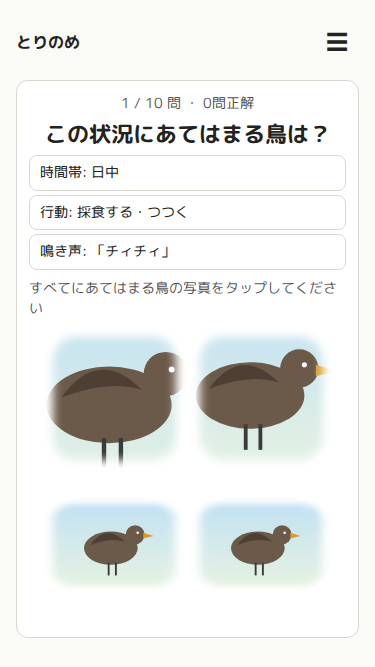 とりのめ
1 / 10 問 · 0問正解
この状況にあてはまる鳥は？
時間帯: 日中
行動: 採食する · つつく
鳴き声: 「チィチィ」
すべてにあてはまる鳥の写真をタップしてくださ
い